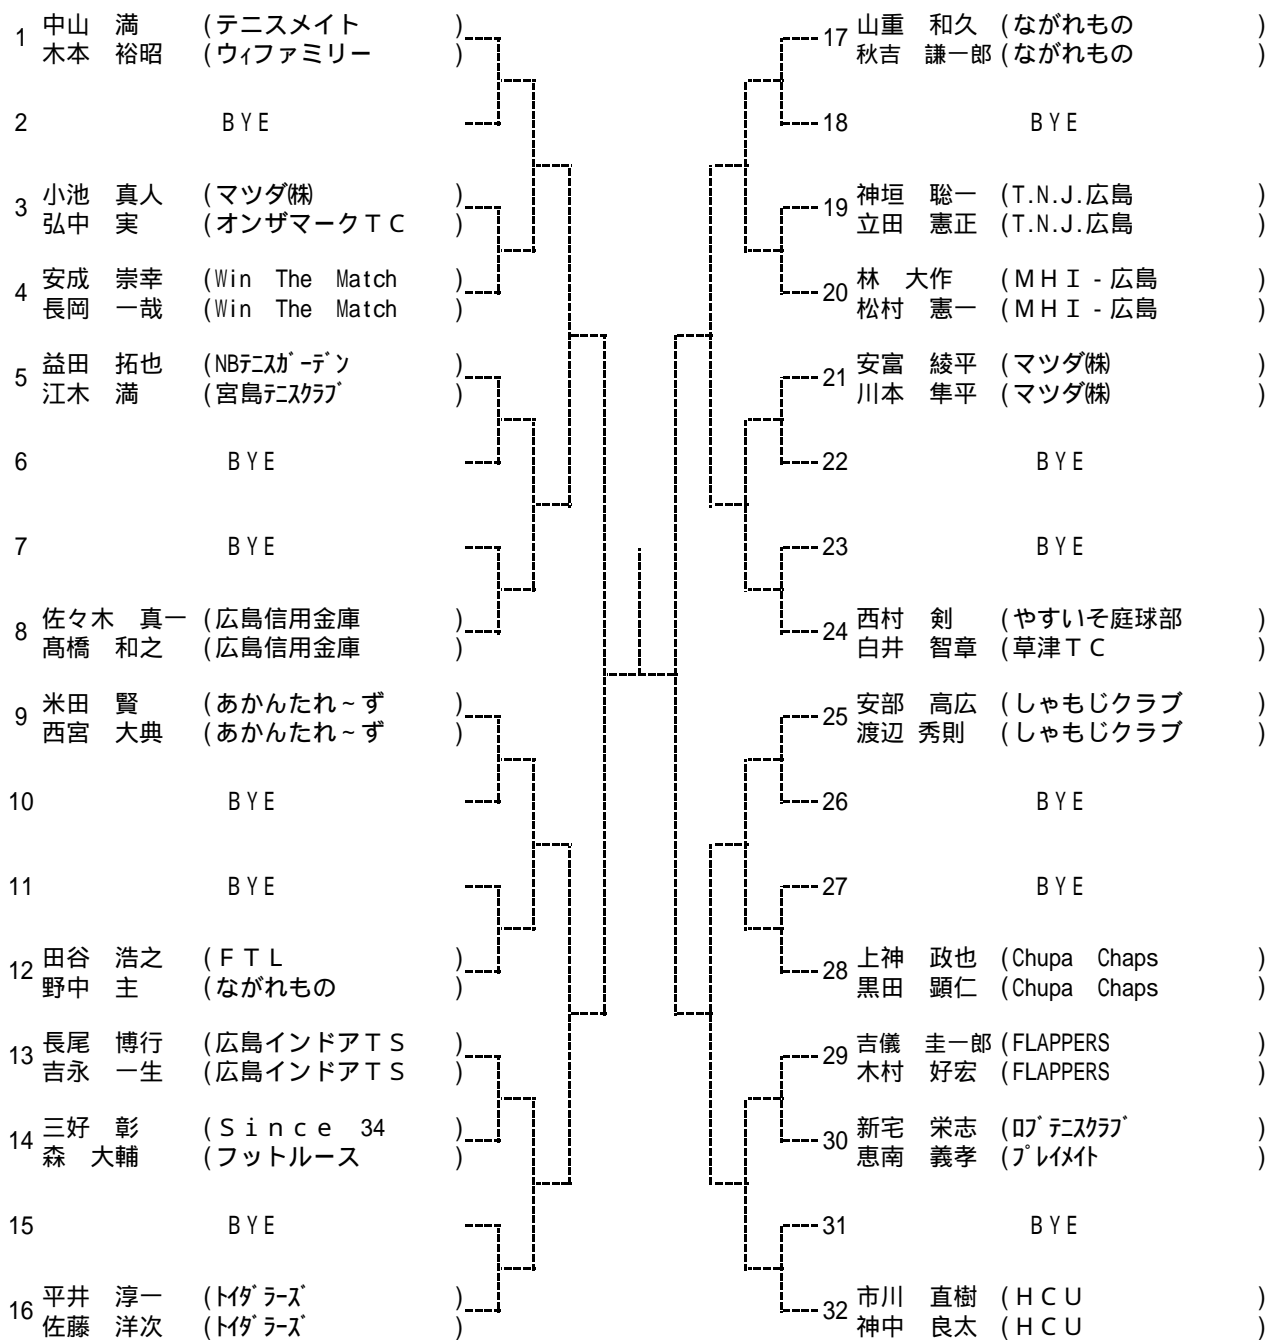 1 中山　満　(テニスメイト )
木本　裕昭　(ウィファミリー )
2 BYE
3 小池　真人　(マツダ㈱ )
弘中　実　(オンザマークＴＣ )
4 安成　崇幸　(Win The Match )
長岡　一哉　(Win The Match )
5 益田　拓也　(NBﾃﾆｽｶﾞｰﾃﾞﾝ )
江木　満　(宮島ﾃﾆｽｸﾗﾌﾞ )
6 BYE
7 BYE
8 佐々木　真一　(広島信用金庫 )
髙橋　和之　(広島信用金庫 )
9 米田　賢　(あかんたれ～ず )
西宮　大典　(あかんたれ～ず )
10 BYE
11 BYE
12 田谷　浩之　(ＦＴＬ )
野中　主　(ながれもの )
13 長尾　博行　(広島インドアＴＳ )
吉永　一生　(広島インドアＴＳ )
14 三好　彰　(Ｓｉｎｃｅ 34 )
森　大輔　(フットルース )
15 BYE
16 平井　淳一　(ﾄｲﾀﾞﾗｰｽﾞ )
佐藤　洋次　(ﾄｲﾀﾞﾗｰｽﾞ )
17 山重　和久　(ながれもの )
秋吉　謙一郎　(ながれもの )
18 BYE
19 神垣　聡一　(T.N.J.広島 )
立田　憲正　(T.N.J.広島 )
20 林　大作　(ＭＨＩ-広島 )
松村　憲一　(ＭＨＩ-広島 )
21 安富　綾平　(マツダ㈱ )
川本　隼平　(マツダ㈱ )
22 BYE
23 BYE
24 西村　剣　(やすいそ庭球部 )
白井　智章　(草津ＴＣ )
25 安部　高広　(しゃもじクラブ )
渡辺 秀則　(しゃもじクラブ )
26 BYE
27 BYE
28 上神　政也　(Chupa Chaps )
黒田　顕仁　(Chupa Chaps )
29 吉儀　圭一郎　(FLAPPERS )
木村　好宏　(FLAPPERS )
30 新宅　栄志　(ﾛﾌﾞﾃﾆｽｸﾗﾌﾞ )
恵南　義孝　(ﾌﾟﾚｲﾒｲﾄ )
31 BYE
32 市川　直樹　(ＨＣＵ )
神中　良太　(ＨＣＵ )